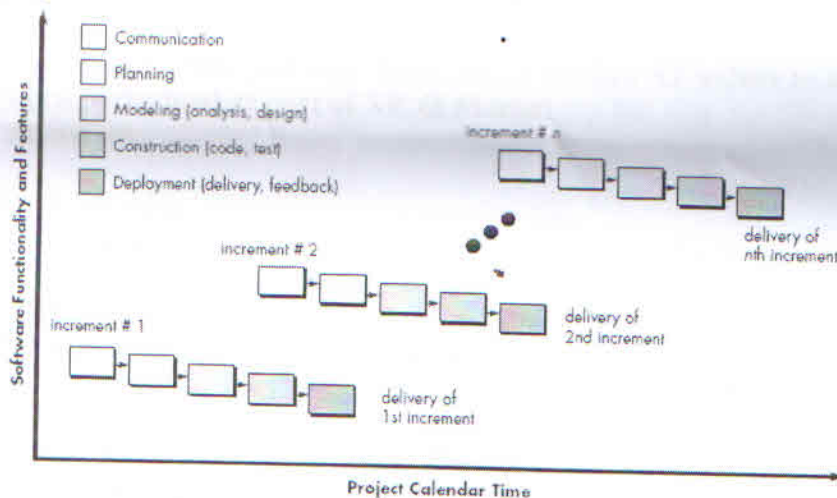 Communication
Planning
Modeling (analysis, design)
Construction (code, test)
Deployment (delivery, feedback)
increment # n
delivery of
nth increment
increment # 2
delivery of
2nd increment
increment # 1
delivery of
1st increment
Software Functionality and Features
Project Calendar Time